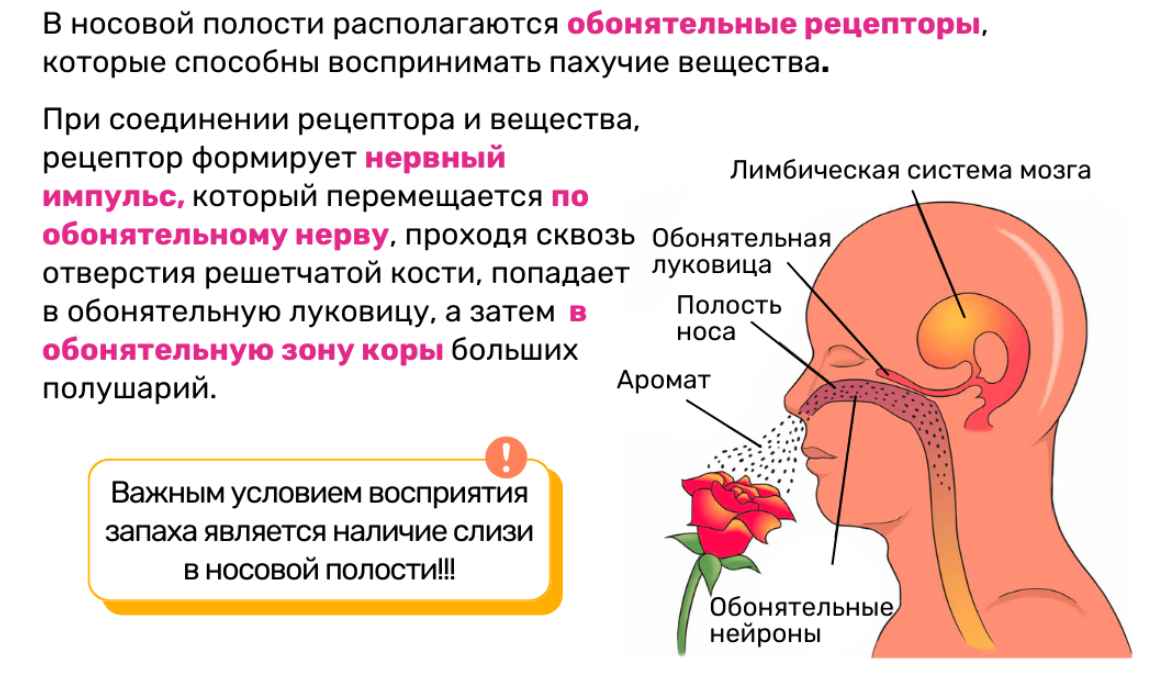 В носовой полости располагаются обонятельные рецепторы,
которые способны воспринимать пахучие вещества.
При соединении рецептора и вещества,
рецептор формирует нервный
импульс, который перемещается по
обонятельному нерву, проходя сквозь
отверстия решетчатой кости, попадает
в обонятельную луковицу, а затем в
обонятельную зону коры больших
полушарий.
!
Важным условием восприятия
запаха является наличие слизи
в носовой полости!!!
Лимбическая система мозга
Обонятельная
луковица
Полость
носа
Аромат
Обонятельные
нейроны